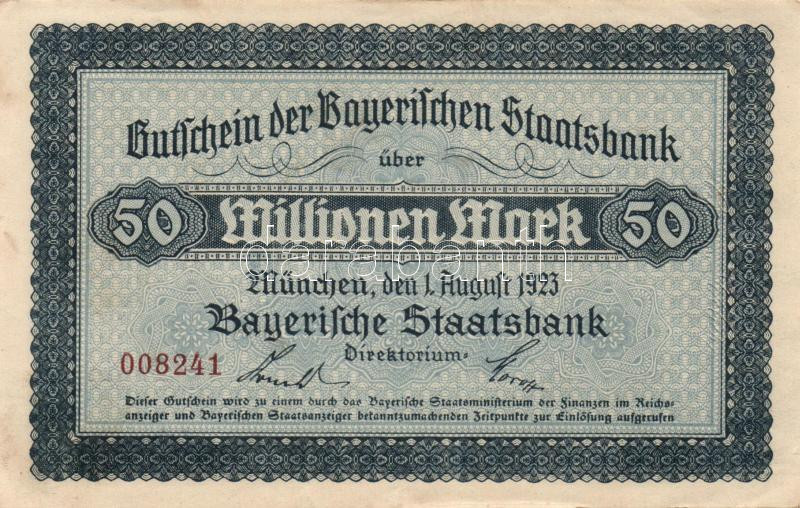 Gutschein der Bayerischen Staatsbank
über
50 Millionen Mark 50
München, den 1. August 1923
Bayerische Staatsbank
Direktorium
008241
Dieser Gutschein wird zu einem durch das Bayerische Staatsministerium der Finanzen im Reichs-
anzeiger und Bayerischen Staatsanzeiger bekanntzumachenden Zeitpunkte zur Einlösung aufgerufen
darabanth